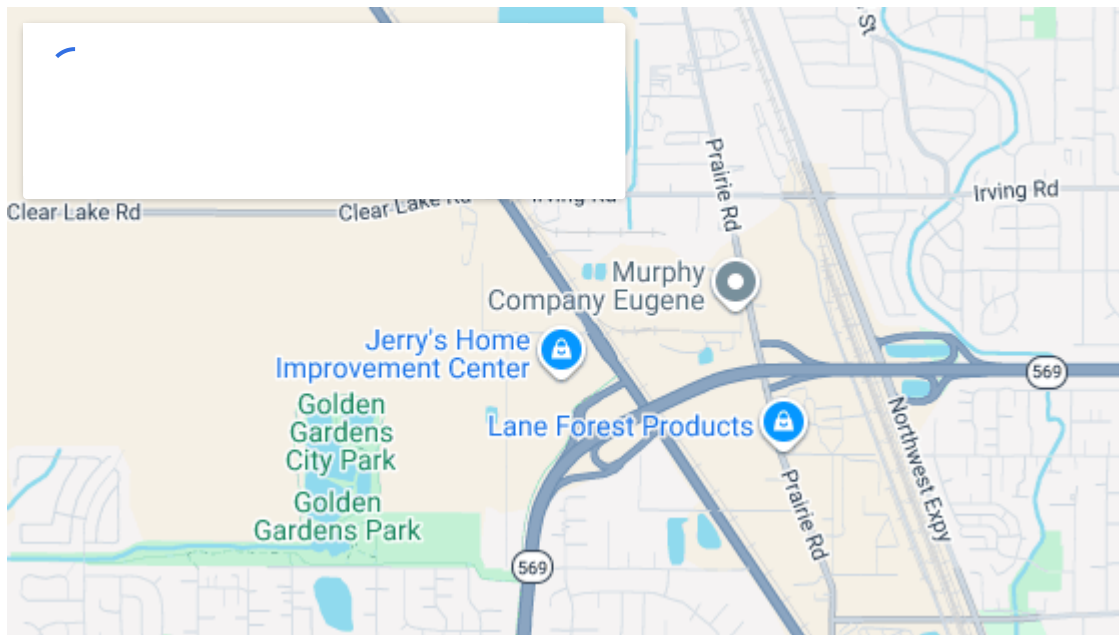 St
Prairie Rd
Irving Rd
Clear Lake Rd
Clear Lake Rd
Irving Rd
Murphy
Company Eugene
Jerry's Home
Improvement Center
569
Golden
Gardens
City Park
Lane Forest Products
Northwest Expy
Golden
Gardens Park
Prairie Rd
569